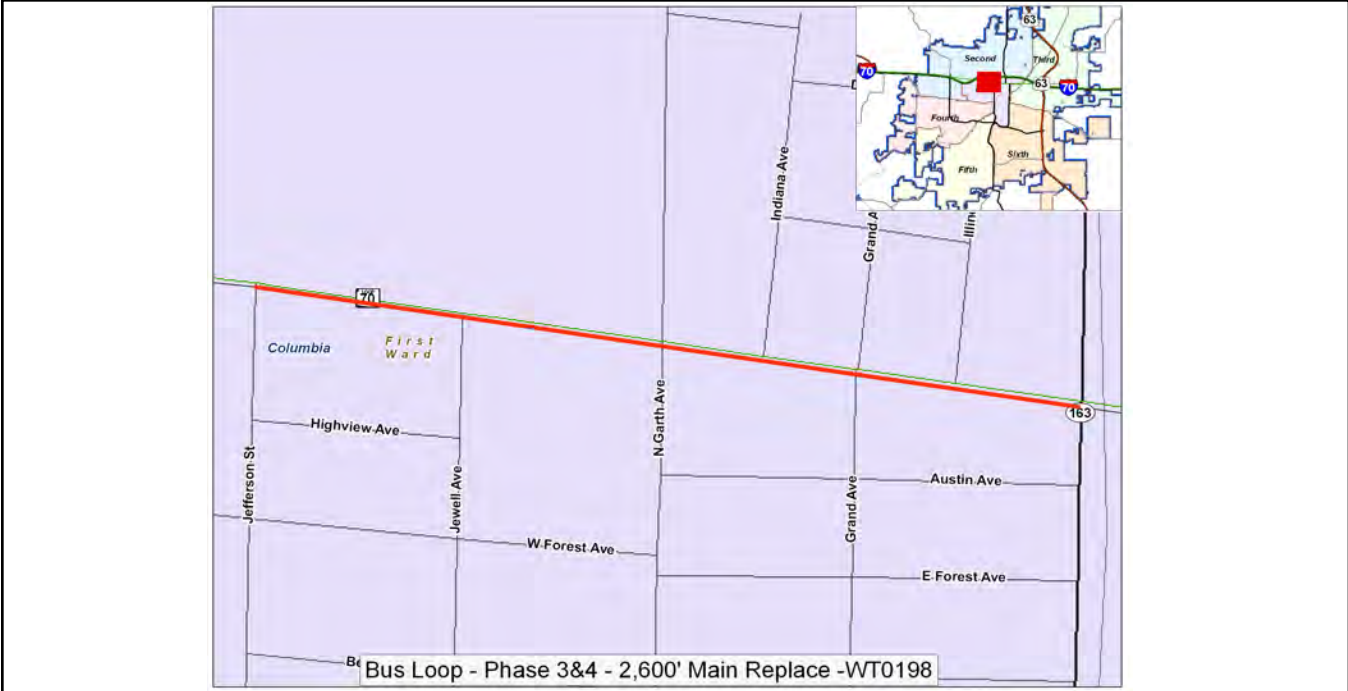 63
Second
Third
70
63
70
Fourth
Sixth
Fifth
Indiana Ave
Grand A
Illin
70
Columbia
First
Ward
163
Highview Ave
N Garth Ave
Jefferson St
Jewell Ave
Austin Ave
Grand Ave
W Forest Ave
E Forest Ave
Be
Bus Loop - Phase 3&4 - 2,600' Main Replace -WT0198